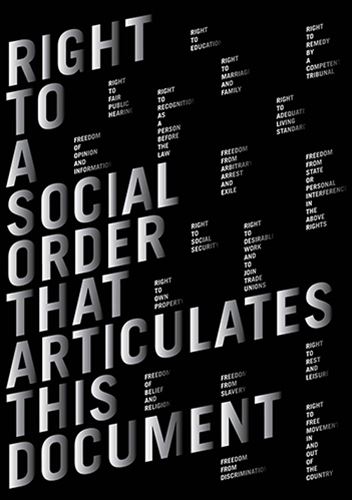 RIGHT
TO
A
SOCIAL
ORDER
THAT
ARTICULATES
THIS
DOCUMENT
RIGHT
TO
EDUCATION
RIGHT
TO
REMEDY
BY
A
COMPETENT
TRIBUNAL
RIGHT
TO
MARRIAGE
AND
FAMILY
RIGHT
TO
FAIR
PUBLIC
HEARING
RIGHT
TO
RECOGNITION
AS
A
PERSON
BEFORE
THE
LAW
RIGHT
TO
ADEQUATE
LIVING
STANDARD
FREEDOM
OF
OPINION
AND
INFORMATION
FREEDOM
FROM
ARBITRARY
ARREST
AND
EXILE
FREEDOM
FROM
STATE
OR
PERSONAL
INTERFERENCE
IN
THE
ABOVE
RIGHTS
RIGHT
TO
SOCIAL
SECURITY
RIGHT
TO
DESIRABLE
WORK
AND
TO
JOIN
TRADE
UNIONS
RIGHT
TO
OWN
PROPERTY
RIGHT
TO
REST
AND
LEISURE
FREEDOM
OF
BELIEF
AND
RELIGION
FREEDOM
FROM
SLAVERY
RIGHT
TO
FREE
MOVEMENT
IN
AND
OUT
OF
THE
COUNTRY
FREEDOM
FROM
DISCRIMINATION